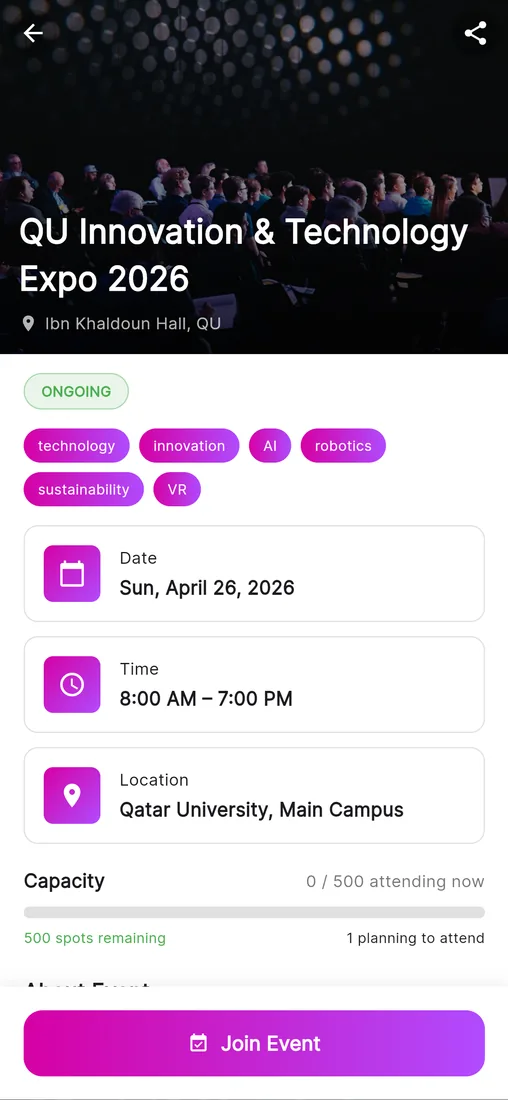 QU Innovation & Technology
Expo 2026
Ibn Khaldoun Hall, QU
ONGOING
technology innovation AI robotics
sustainability VR
Date
Sun, April 26, 2026
Time
8:00 AM – 7:00 PM
Location
Qatar University, Main Campus
Capacity 0 / 500 attending now
500 spots remaining 1 planning to attend
About Event
Join Event